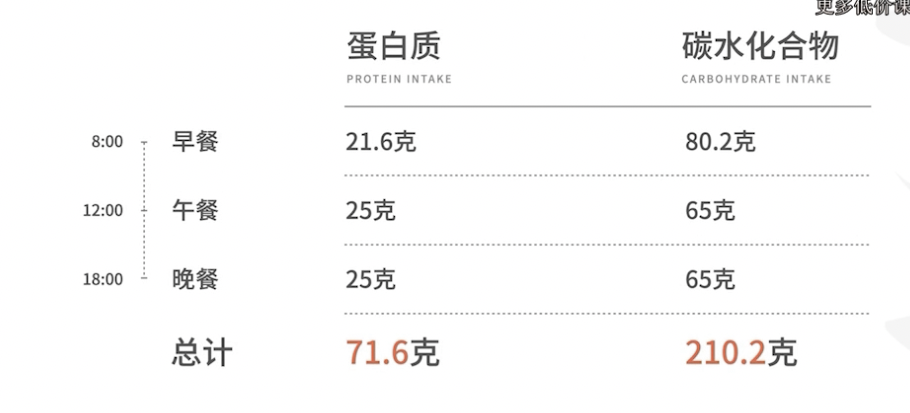 更多低价课
蛋白质 碳水化合物
PROTEIN INTAKE CARBOHYDRATE INTAKE
8:00 早餐 21.6克 80.2克
12:00 午餐 25克 65克
18:00 晚餐 25克 65克
总计 71.6克 210.2克